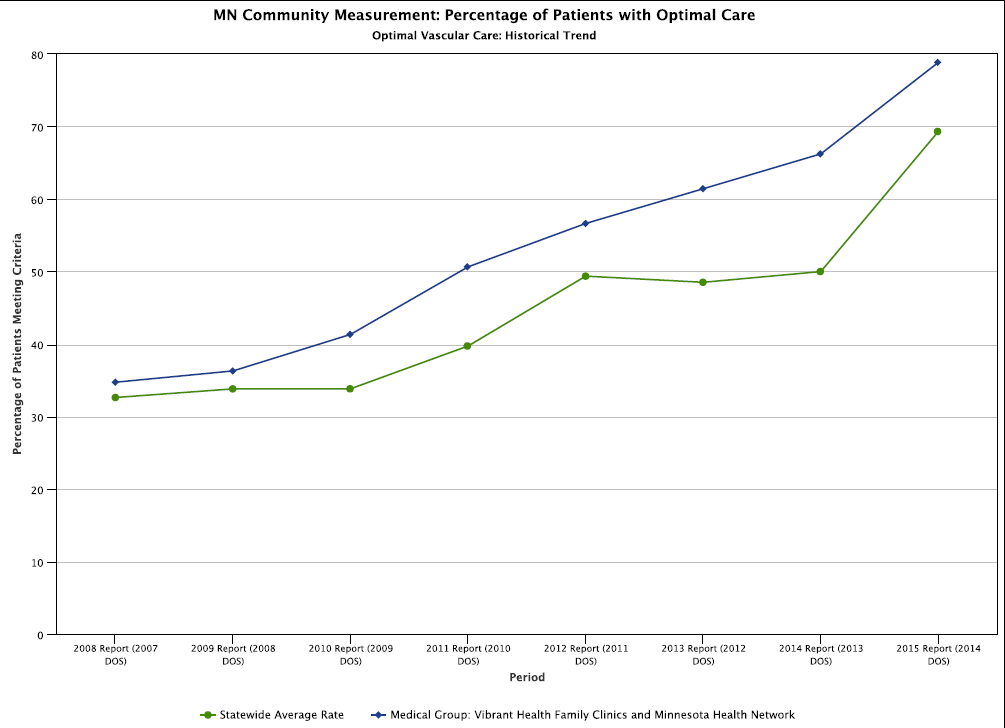 MN Community Measurement: Percentage of Patients with Optimal Care
Optimal Vascular Care: Historical Trend
Percentage of Patients Meeting Criteria
80
70
60
50
40
30
20
10
0
2008 Report (2007
DOS)
2009 Report (2008
DOS)
2010 Report (2009
DOS)
2011 Report (2010
DOS)
2012 Report (2011
DOS)
2013 Report (2012
DOS)
2014 Report (2013
DOS)
2015 Report (2014
DOS)
Period
Statewide Average Rate
Medical Group: Vibrant Health Family Clinics and Minnesota Health Network